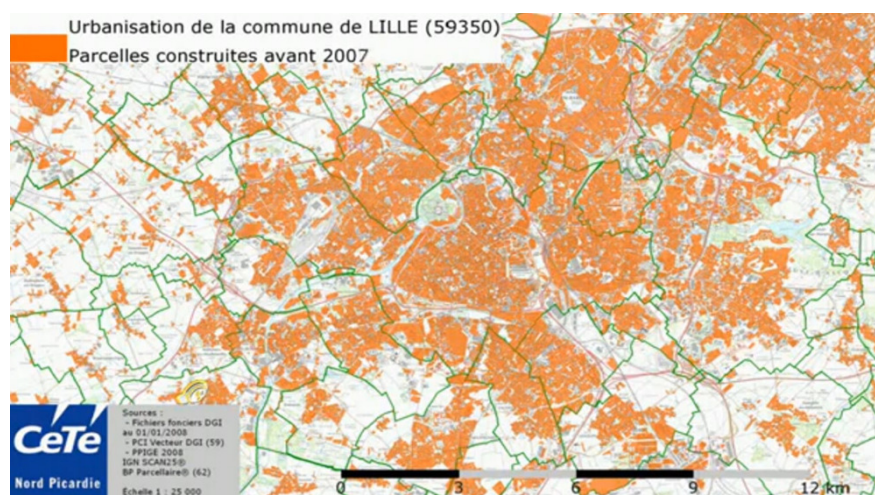 Urbanisation de la commune de LILLE (59350)
Parcelles construites avant 2007
CeTé
Nord Picardie
Sources :
- Fichiers fonciers DGI
au 01/01/2008
- PCI Vecteur DGI (59)
- PPIGE 2008
IGN SCAN25®
BP Parcellaire® (62)
Échelle 1 : 25 000
0 3 6 9 12 km